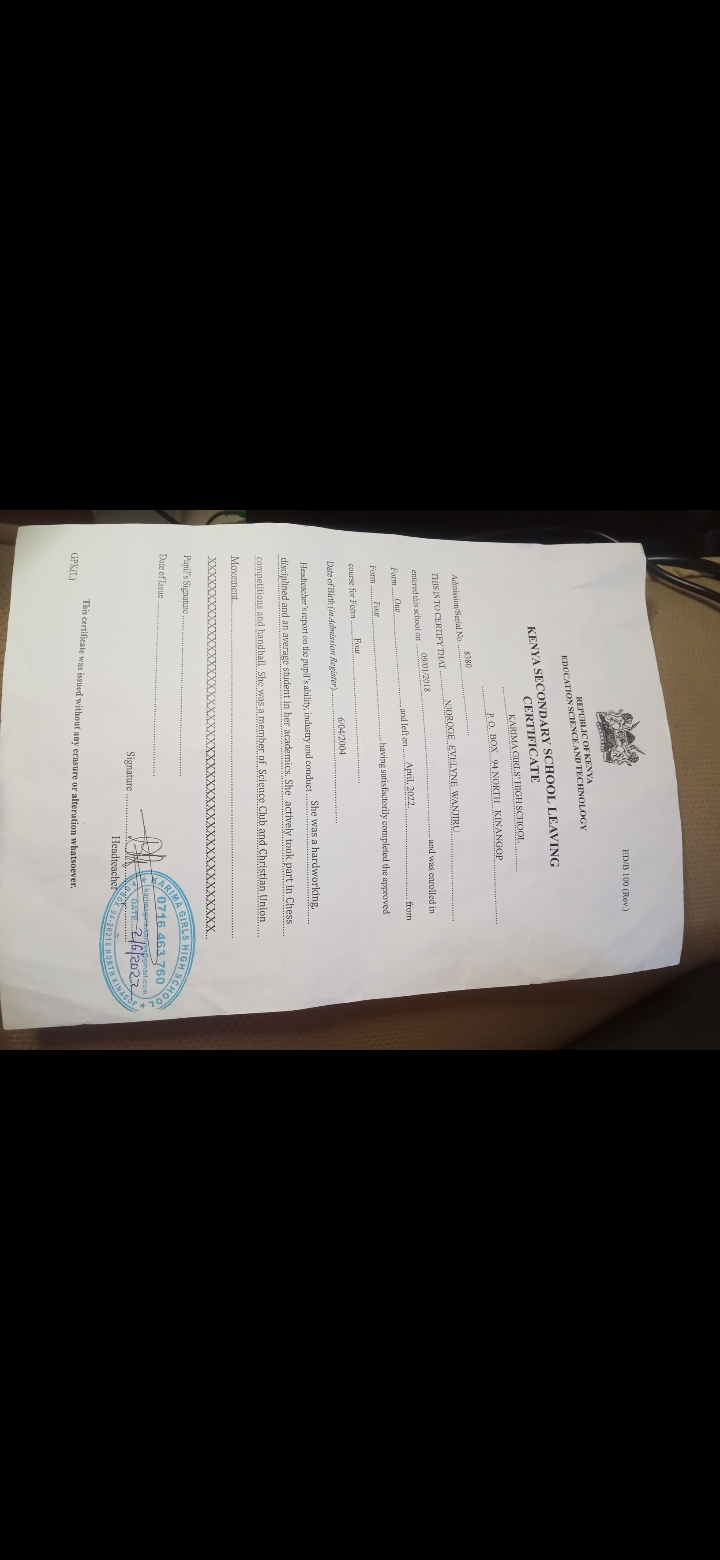 ED/B 100 (Rev.)
REPUBLIC OF KENYA
EDUCATION SCIENCE AND TECHNOLOGY
KENYA SECONDARY SCHOOL LEAVING
CERTIFICATE
KARIMA GIRLS' HIGH SCHOOL
P.O. BOX 94 NORTH KINANGOP
Admission/Serial No. 8380
THIS IS TO CERTIFY THAT NJOROGE EVELYNE WANJIRU
entered this school on 09/01/2018 and was enrolled in
Form One and left on April, 2022 from
Form Four having satisfactorily completed the approved
course for Form Four
Date of Birth (in Admission Register) 6/04/2004
Headteacher's report on the pupil's ability, industry and conduct She was a hardworking,
disciplined and an average student in her academics. She actively took part in Chess
competitions and handball. She was a member of Science Club and Christian Union
Movement.
Pupil's Signature
Date of Issue
Signature
Headteacher
KARIMA GIRLS HIGH SCHOOL
0716 463 760
DATE 2/6/2022
NORTH KINAGOP
This certificate was issued without any erasure or alteration whatsoever.
GPK(L)